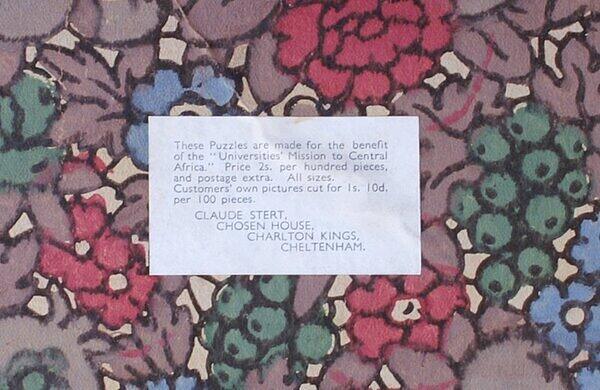 These Puzzles are made for the benefit
of the "Universities' Mission to Central
Africa." Price 2s. per hundred pieces,
and postage extra. All sizes.
Customers' own pictures cut for 1s. 10d.
per 100 pieces.
CLAUDE STERT,
CHOSEN HOUSE,
CHARLTON KINGS,
CHELTENHAM.